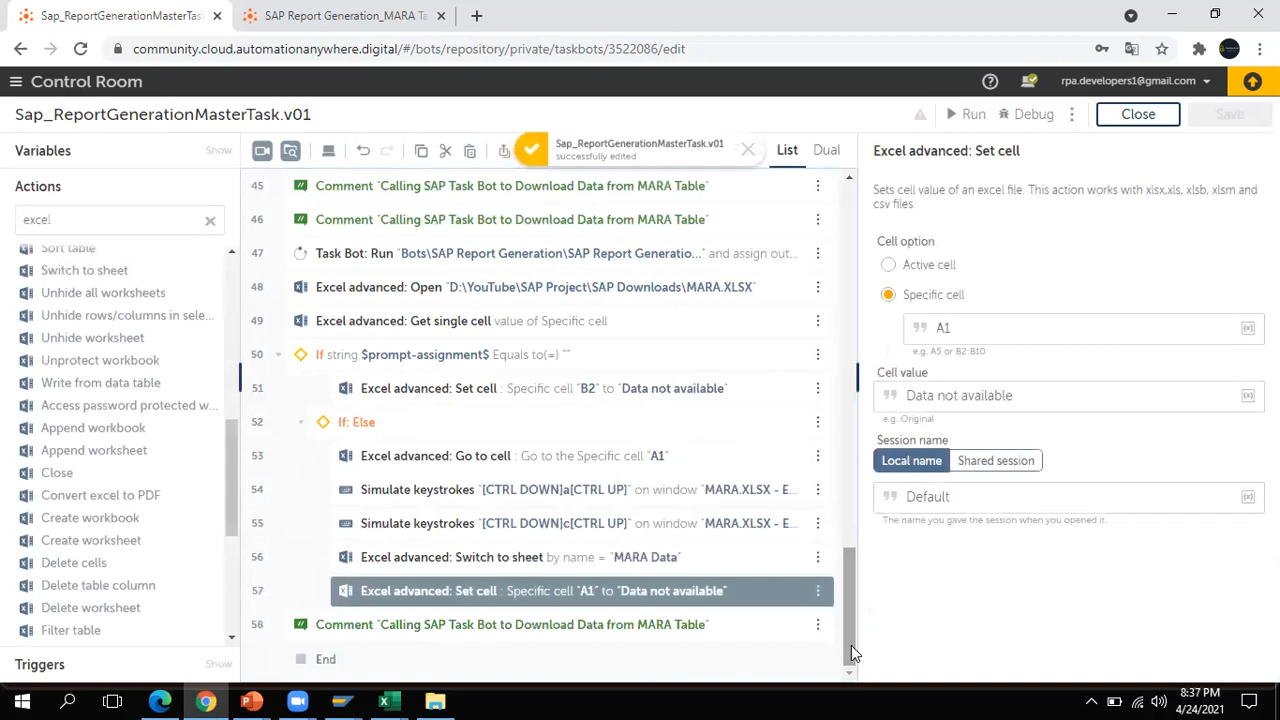 Sap_ReportGenerationMasterTask
SAP Report Generation_MARA T
community.cloud.automationanywhere.digital/#/bots/repository/private/taskbots/3522086/edit
Control Room
rpa.developers1@gmail.com
Sap_ReportGenerationMasterTask.v01
Run
Debug
Close
Save
Variables
Show
Sap_ReportGenerationMasterTask.v01
successfully edited
List
Dual
Actions
excel
Sort table
Switch to sheet
Unhide all worksheets
Unhide rows/columns in sele...
Unhide worksheet
Unprotect workbook
Write from data table
Access password protected w...
Append workbook
Append worksheet
Close
Convert excel to PDF
Create workbook
Create worksheet
Delete cells
Delete table column
Delete worksheet
Filter table
Triggers
Show
45 Comment "Calling SAP Task Bot to Download Data from MARA Table"
46 Comment "Calling SAP Task Bot to Download Data from MARA Table"
47 Task Bot: Run "Bots\SAP Report Generation\SAP Report Generatio..." and assign out...
48 Excel advanced: Open "D:\YouTube\SAP Project\SAP Downloads\MARA.XLSX"
49 Excel advanced: Get single cell value of Specific cell
50 If string $prompt-assignment$ Equals to(=) ""
51 Excel advanced: Set cell : Specific cell "B2" to "Data not available"
52 If: Else
53 Excel advanced: Go to cell : Go to the Specific cell "A1"
54 Simulate keystrokes "[CTRL DOWN]a[CTRL UP]" on window "MARA.XLSX - E...
55 Simulate keystrokes "[CTRL DOWN]c[CTRL UP]" on window "MARA.XLSX - E...
56 Excel advanced: Switch to sheet by name = "MARA Data"
57 Excel advanced: Set cell : Specific cell "A1" to "Data not available"
58 Comment "Calling SAP Task Bot to Download Data from MARA Table"
End
Excel advanced: Set cell
Sets cell value of an excel file. This action works with xlsx,xls, xlsb, xlsm and
csv files.
Cell option
Active cell
Specific cell
A1
e.g. A5 or B2:B10
Cell value
Data not available
e.g. Original
Session name
Local name
Shared session
Default
The name you gave the session when you opened it.
8:37 PM
4/24/2021